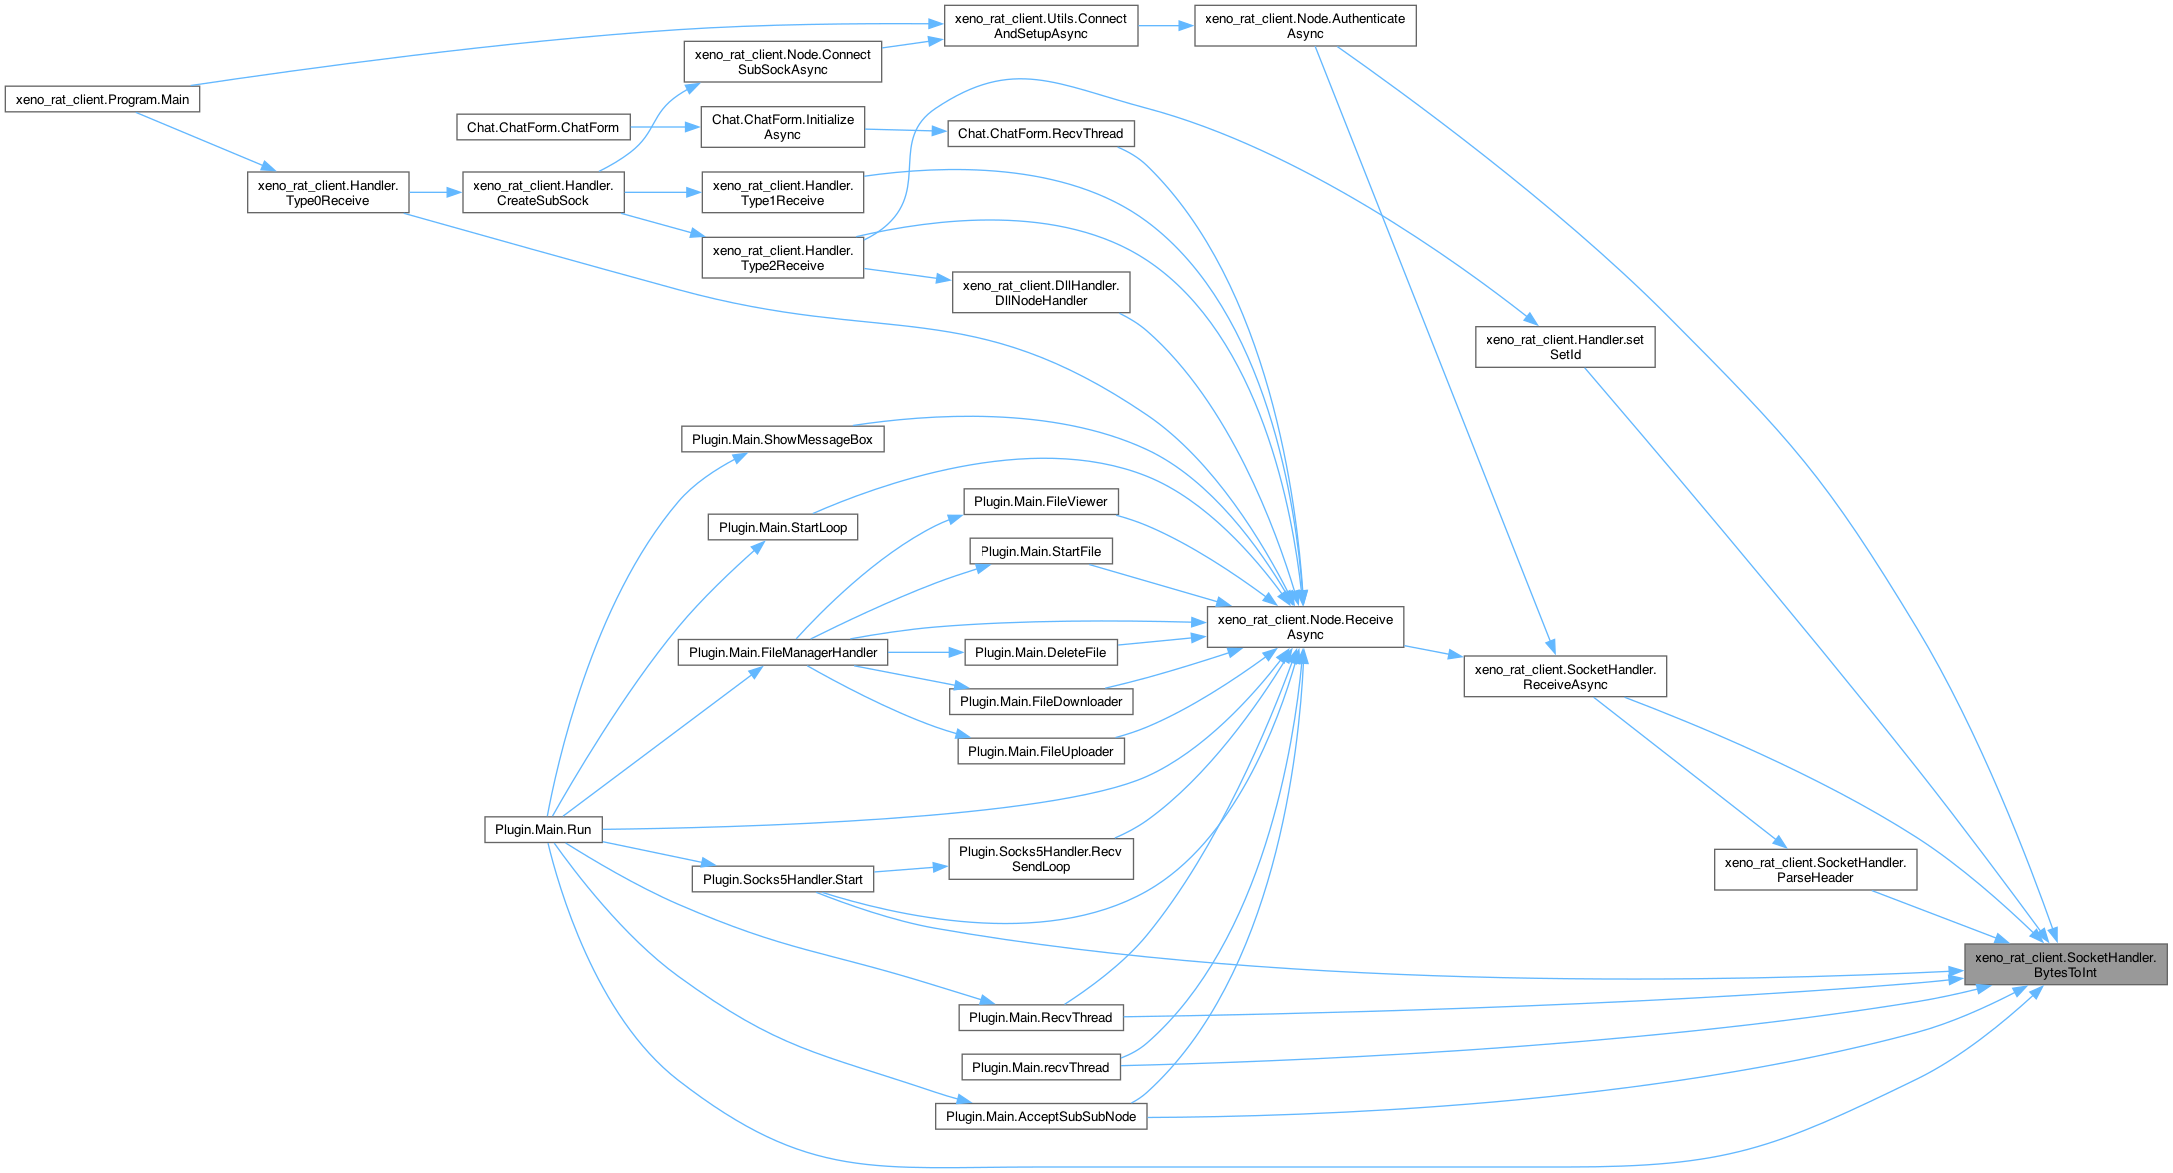 xeno_rat_client.Utils.Connect
AndSetupAsync
xeno_rat_client.Node.Authenticate
Async
xeno_rat_client.Node.Connect
SubSockAsync
xeno_rat_client.Program.Main
Chat.ChatForm.ChatForm
Chat.ChatForm.Initialize
Async
Chat.ChatForm.RecvThread
xeno_rat_client.Handler.
Type0Receive
xeno_rat_client.Handler.
CreateSubSock
xeno_rat_client.Handler.
Type1Receive
xeno_rat_client.Handler.
Type2Receive
xeno_rat_client.DllHandler.
DllNodeHandler
xeno_rat_client.Handler.set
SetId
Plugin.Main.ShowMessageBox
Plugin.Main.StartLoop
Plugin.Main.FileViewer
Plugin.Main.StartFile
xeno_rat_client.Node.Receive
Async
Plugin.Main.FileManagerHandler
Plugin.Main.DeleteFile
xeno_rat_client.SocketHandler.
ReceiveAsync
Plugin.Main.FileDownloader
Plugin.Main.FileUploader
Plugin.Main.Run
Plugin.Socks5Handler.Recv
SendLoop
Plugin.Socks5Handler.Start
xeno_rat_client.SocketHandler.
ParseHeader
xeno_rat_client.SocketHandler.
BytesToInt
Plugin.Main.RecvThread
Plugin.Main.recvThread
Plugin.Main.AcceptSubSubNode